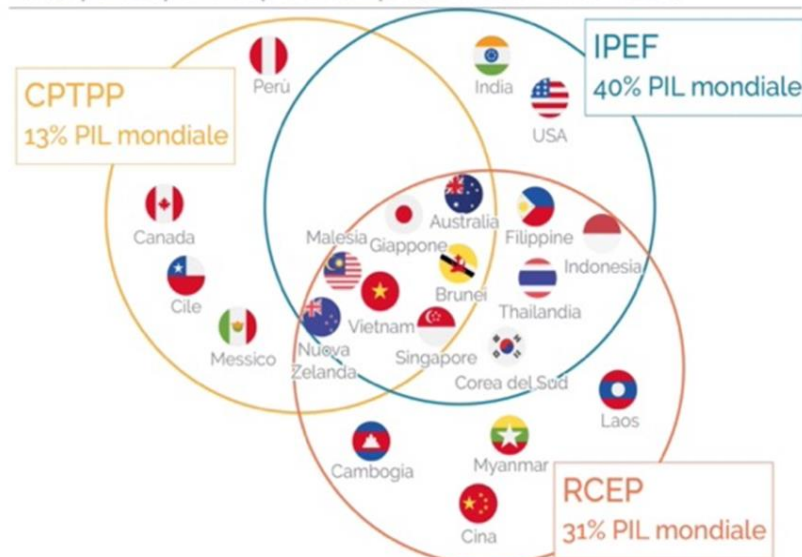 CPTPP
13% PIL mondiale
IPEF
40% PIL mondiale
Perù
India
USA
Canada
Cile
Messico
Malesia
Giappone
Australia
Filippine
Indonesia
Brunei
Thailandia
Vietnam
Nuova
Zelanda
Singapore
Corea del Sud
Laos
Cambogia
Myanmar
Cina
RCEP
31% PIL mondiale